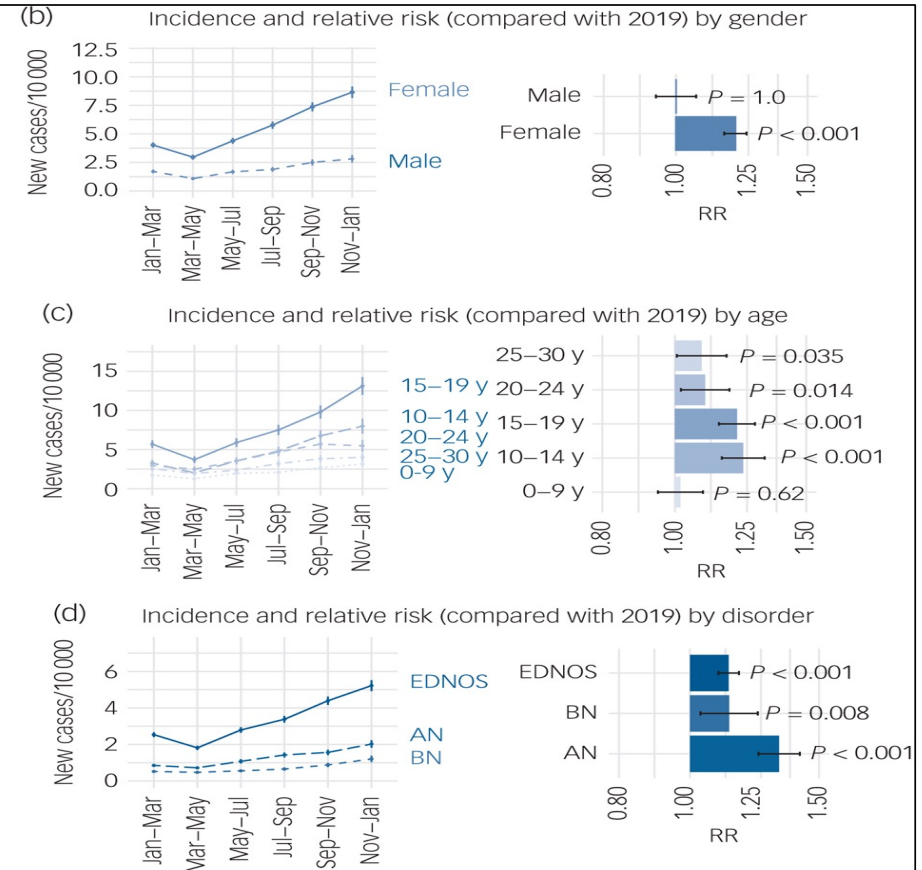 (b) Incidence and relative risk (compared with 2019) by gender
New cases/10 000
12.5
10.0
7.5
5.0
2.5
0.0
Female
Male
Jan–Mar
Mar–May
May–Jul
Jul–Sep
Sep–Nov
Nov–Jan
Male P = 1.0
Female P < 0.001
0.80 1.00 1.25 1.50
RR
(c) Incidence and relative risk (compared with 2019) by age
New cases/10 000
15
10
5
0
15–19 y
10–14 y
20–24 y
25–30 y
0–9 y
Jan–Mar
Mar–May
May–Jul
Jul–Sep
Sep–Nov
Nov–Jan
25–30 y P = 0.035
20–24 y P = 0.014
15–19 y P < 0.001
10–14 y P < 0.001
0–9 y P = 0.62
0.80 1.00 1.25 1.50
RR
(d) Incidence and relative risk (compared with 2019) by disorder
New cases/10 000
6
4
2
0
EDNOS
AN
BN
Jan–Mar
Mar–May
May–Jul
Jul–Sep
Sep–Nov
Nov–Jan
EDNOS P < 0.001
BN P = 0.008
AN P < 0.001
0.80 1.00 1.25 1.50
RR